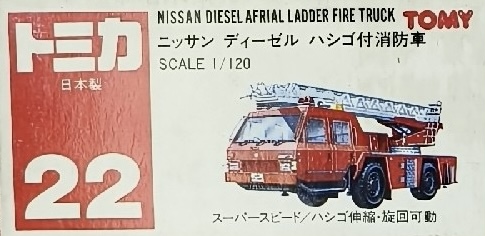 トミカ
日本製
22
NISSAN DIESEL AFRIAL LADDER FIRE TRUCK TOMY
ニッサン ディーゼル ハシゴ付消防車
SCALE 1/120
スーパースピード/ハシゴ伸縮・旋回可動